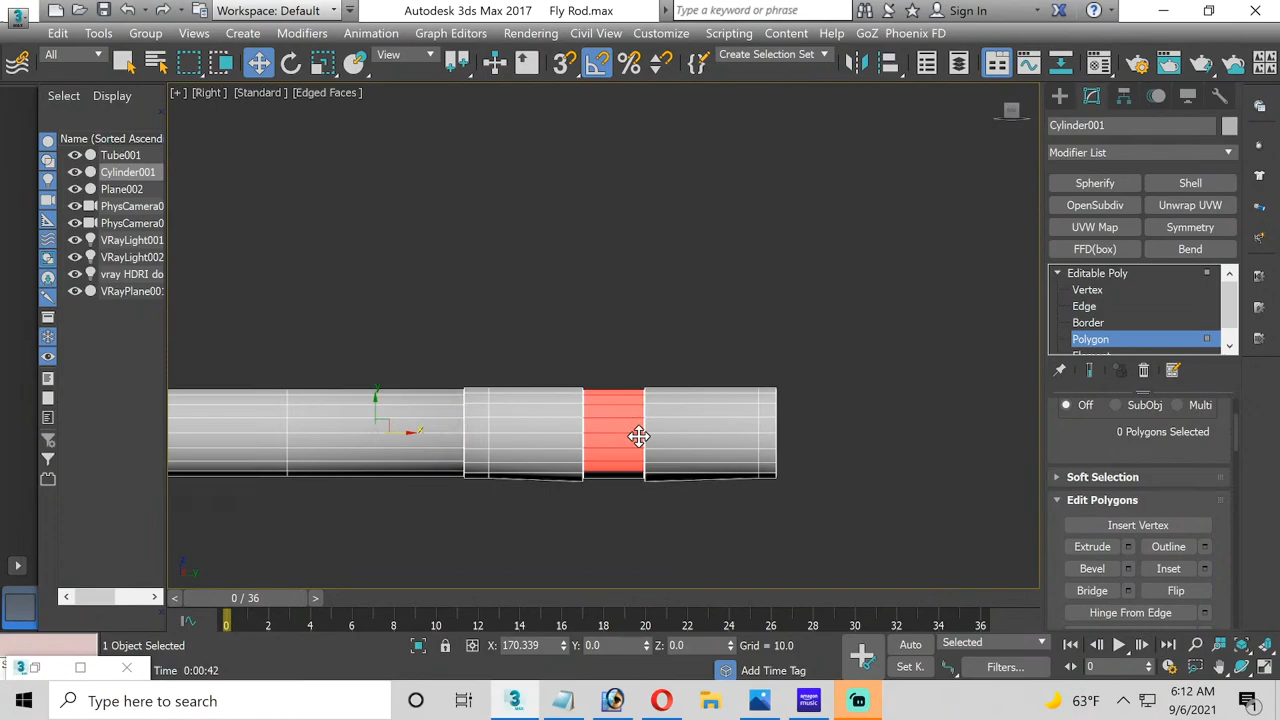 Workspace: Default
Autodesk 3ds Max 2017
Fly Rod.max
Type a keyword or phrase
Sign In
Edit Tools Group Views Create Modifiers Animation Graph Editors Rendering Civil View Customize Scripting Content Help GoZ Phoenix FD
All
View
Create Selection Set
Select Display
[+] [Right] [Standard] [Edged Faces]
Name (Sorted Ascend
Tube001
Cylinder001
Plane002
PhysCamera0
PhysCamera0
VRayLight001
VRayLight002
vray HDRI do
VRayPlane001
Cylinder001
Modifier List
Spherify Shell
OpenSubdiv Unwrap UVW
UVW Map Symmetry
FFD(box) Bend
Editable Poly
Vertex
Edge
Border
Polygon
Off SubObj Multi
0 Polygons Selected
Soft Selection
Edit Polygons
Insert Vertex
Extrude Outline
Bevel Inset
Bridge Flip
Hinge From Edge
< 0 / 36 >
0 2 4 6 8 10 12 14 16 18 20 22 24 26 28 30 32 34 36
1 Object Selected
X: 170.339 Y: 0.0 Z: 0.0 Grid = 10.0
Auto Selected
Time 0:00:42
Add Time Tag
Set K. Filters...
0
Type here to search
63°F
6:12 AM
9/6/2021